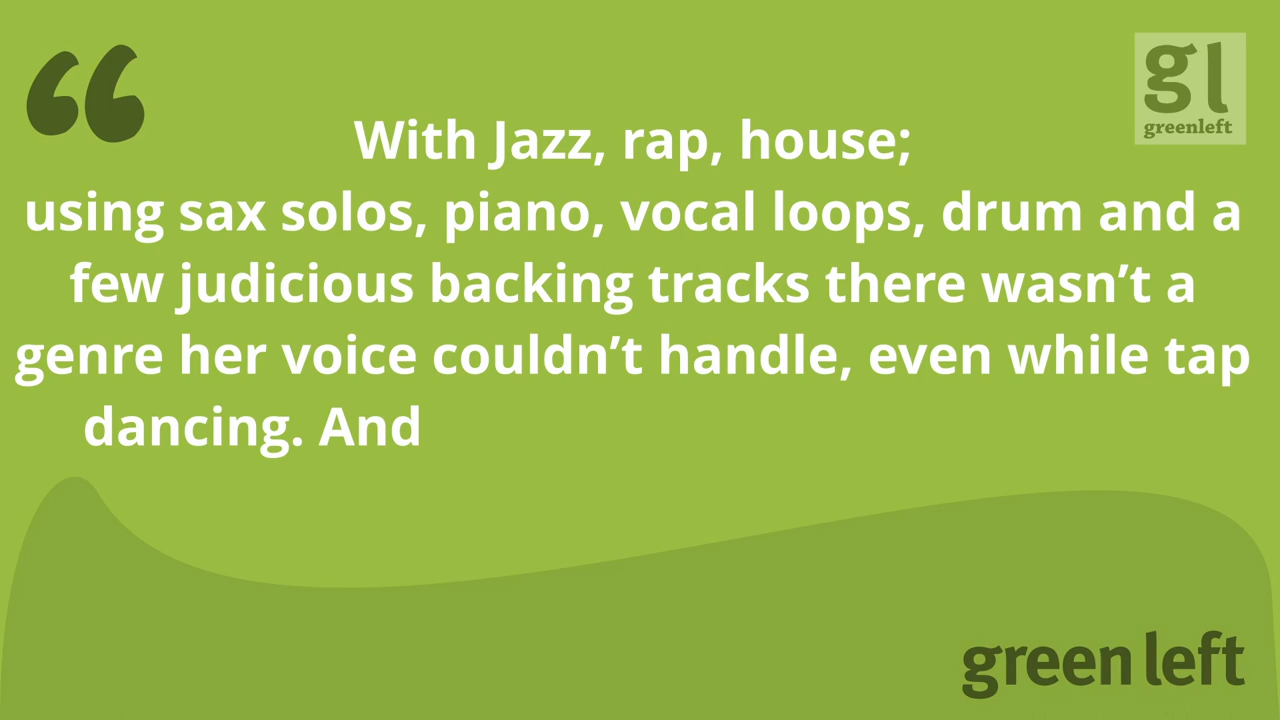 “
gl
greenleft
With Jazz, rap, house;
using sax solos, piano, vocal loops, drum and a
few judicious backing tracks there wasn’t a
genre her voice couldn’t handle, even while tap
dancing. And
green left